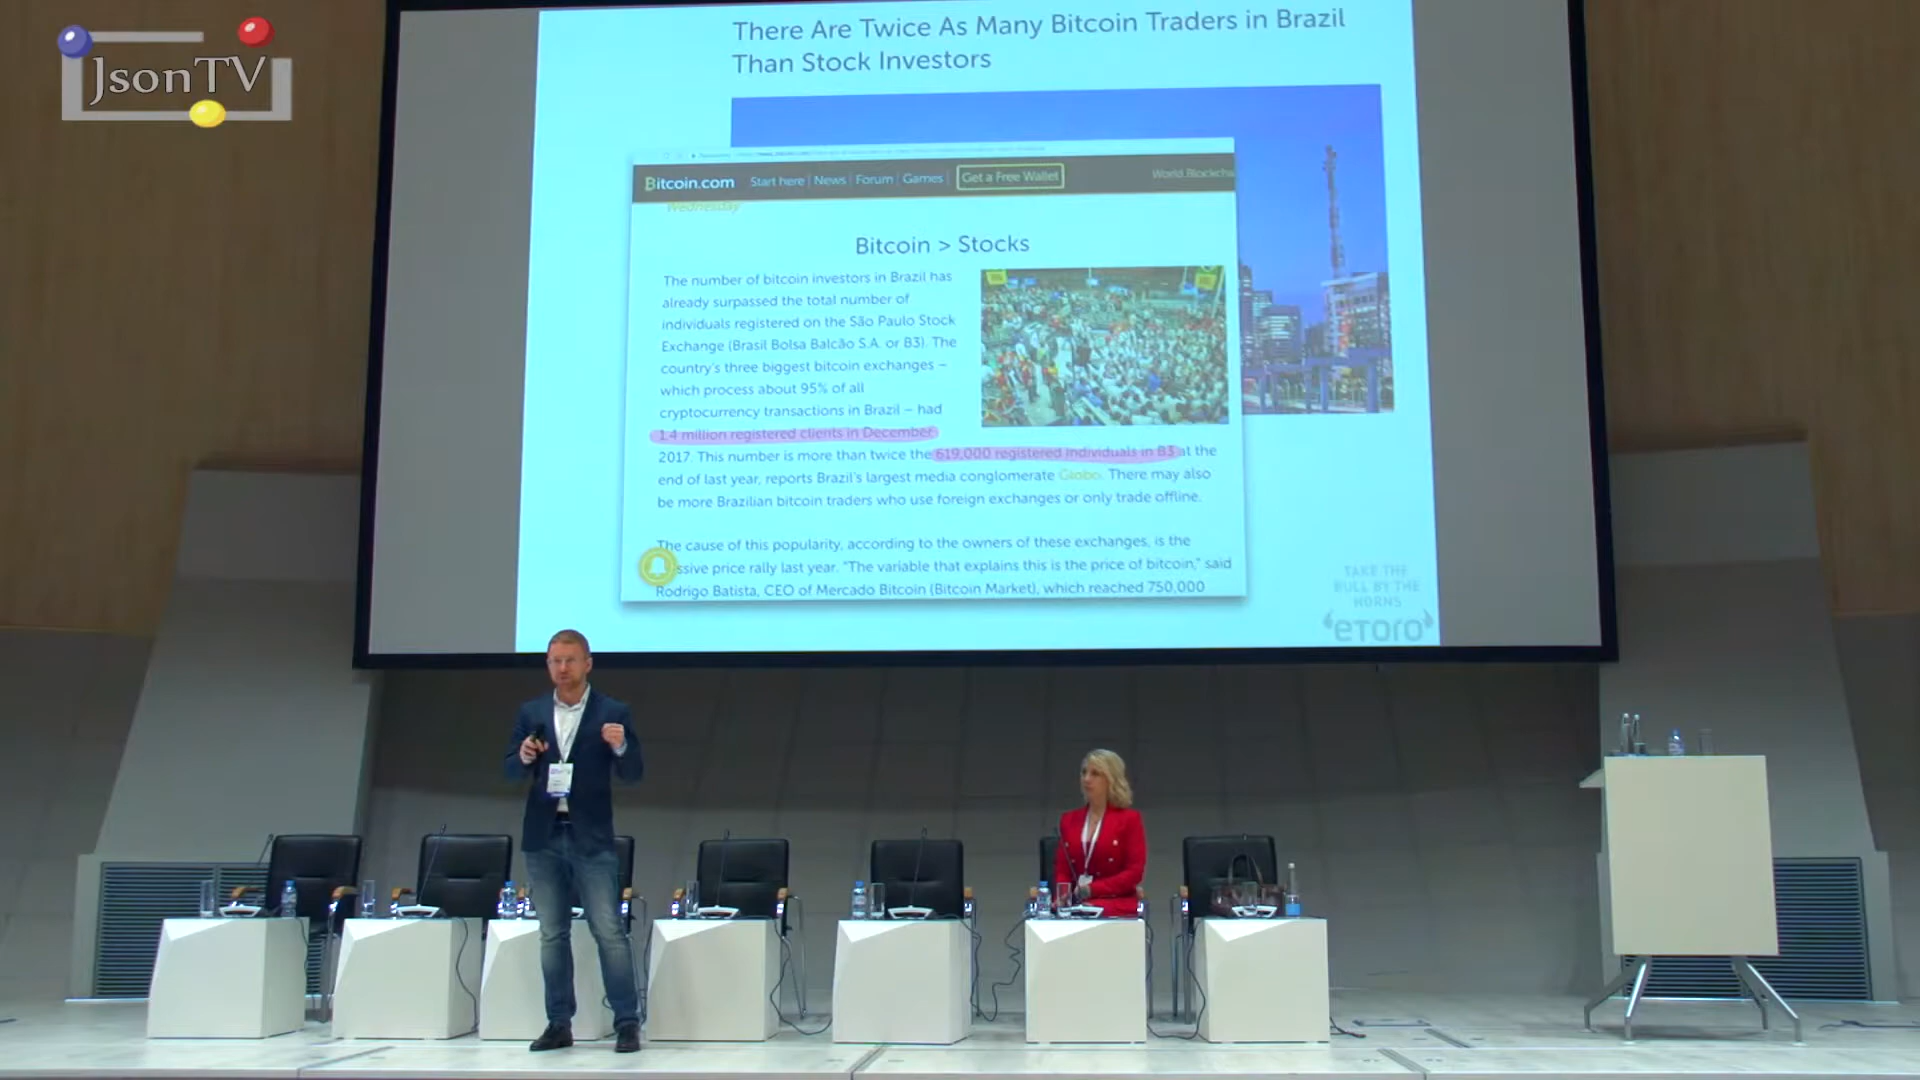 JsonTV
There Are Twice As Many Bitcoin Traders in Brazil
Than Stock Investors
Bitcoin.com Start here News Forum Games Get a Free Wallet World Blockcha
Wednesday
Bitcoin > Stocks
The number of bitcoin investors in Brazil has
already surpassed the total number of
individuals registered on the São Paulo Stock
Exchange (Brasil Bolsa Balcão S.A. or B3). The
country's three biggest bitcoin exchanges –
which process about 95% of all
cryptocurrency transactions in Brazil – had
1.4 million registered clients in December
2017. This number is more than twice the 619,000 registered individuals in B3 at the
end of last year, reports Brazil's largest media conglomerate Globo. There may also
be more Brazilian bitcoin traders who use foreign exchanges or only trade offline.
The cause of this popularity, according to the owners of these exchanges, is the
ssive price rally last year. "The variable that explains this is the price of bitcoin," said
Rodrigo Batista, CEO of Mercado Bitcoin (Bitcoin Market), which reached 750,000
TAKE THE
BULL BY THE
HORNS
eToro